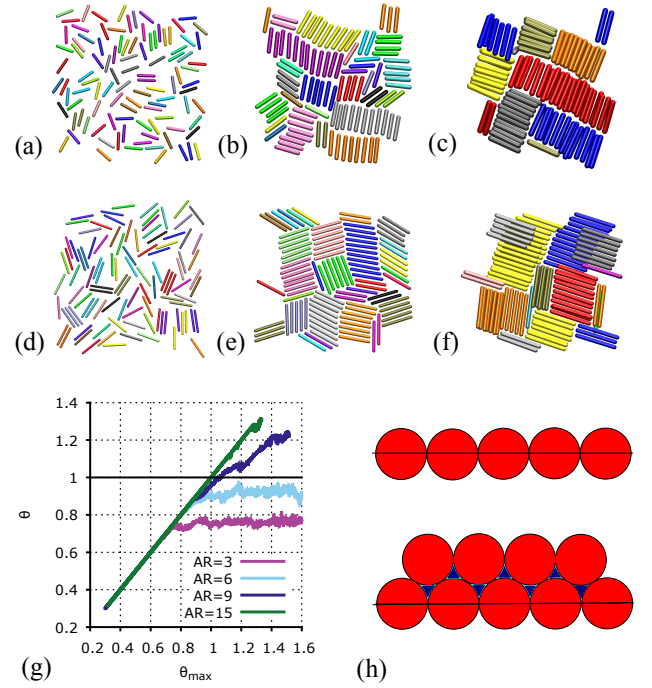 (a)
(b)
(c)
(d)
(e)
(f)
1.4
1.2
1
0.8
0.6
0.4
0.2
θ
AR=3
AR=6
AR=9
AR=15
0.2 0.4 0.6 0.8 1 1.2 1.4 1.6
θmax
(g)
(h)